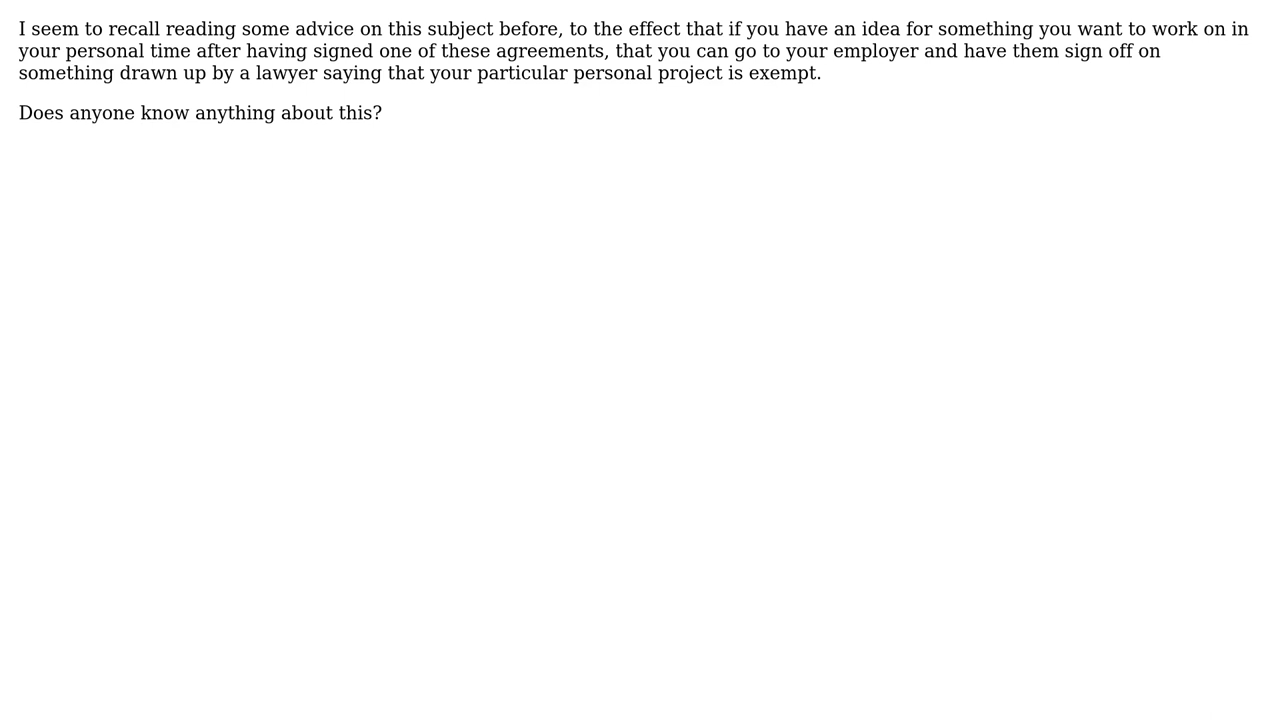 I seem to recall reading some advice on this subject before, to the effect that if you have an idea for something you want to work on in
your personal time after having signed one of these agreements, that you can go to your employer and have them sign off on
something drawn up by a lawyer saying that your particular personal project is exempt.
Does anyone know anything about this?